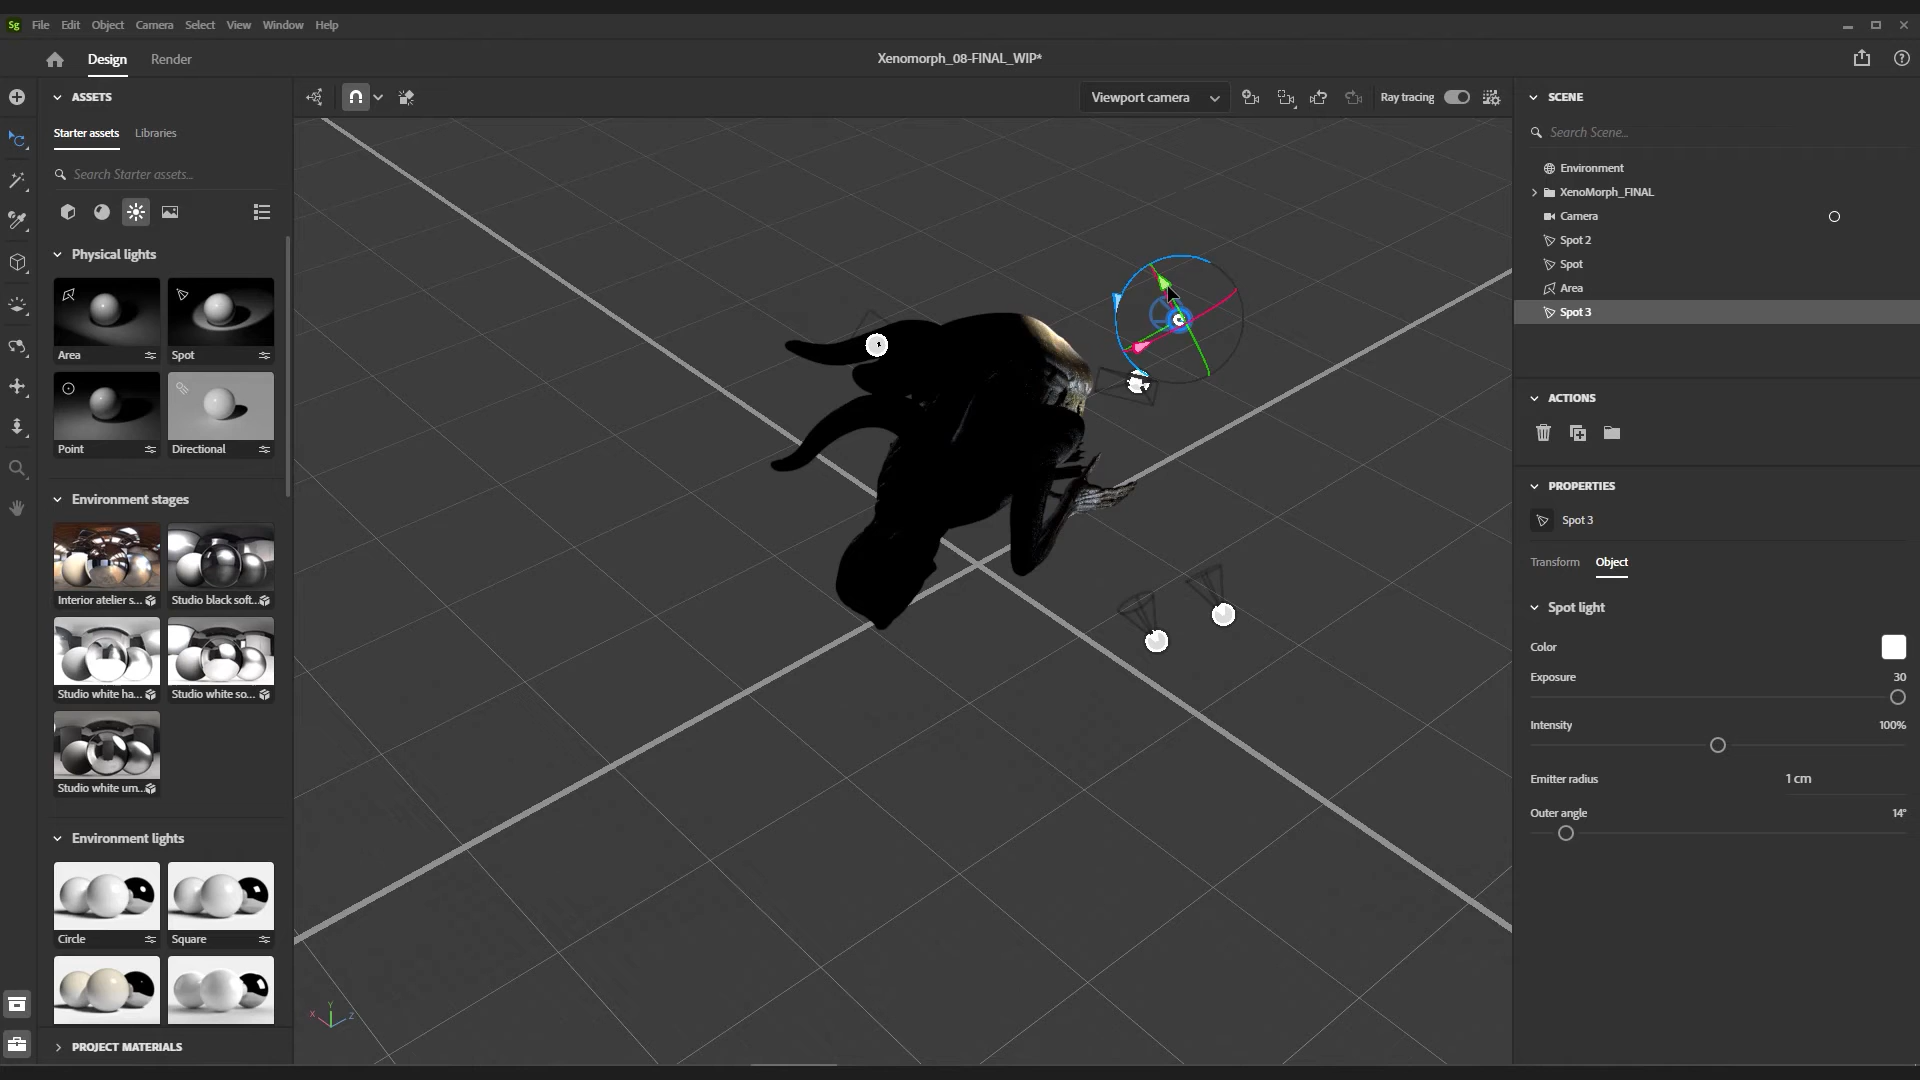 Sg File Edit Object Camera Select View Window Help
Design Render
Xenomorph_08-FINAL_WIP*
ASSETS
Starter assets Libraries
Search Starter assets...
Physical lights
Area Spot
Point Directional
Environment stages
Interior atelier s... Studio black soft...
Studio white ha... Studio white so...
Studio white um...
Environment lights
Circle Square
PROJECT MATERIALS
Viewport camera
Ray tracing
Y
X Z
SCENE
Search Scene...
Environment
XenoMorph_FINAL
Camera
Spot 2
Spot
Area
Spot 3
ACTIONS
PROPERTIES
Spot 3
Transform Object
Spot light
Color
Exposure 30
Intensity 100%
Emitter radius 1 cm
Outer angle 14°